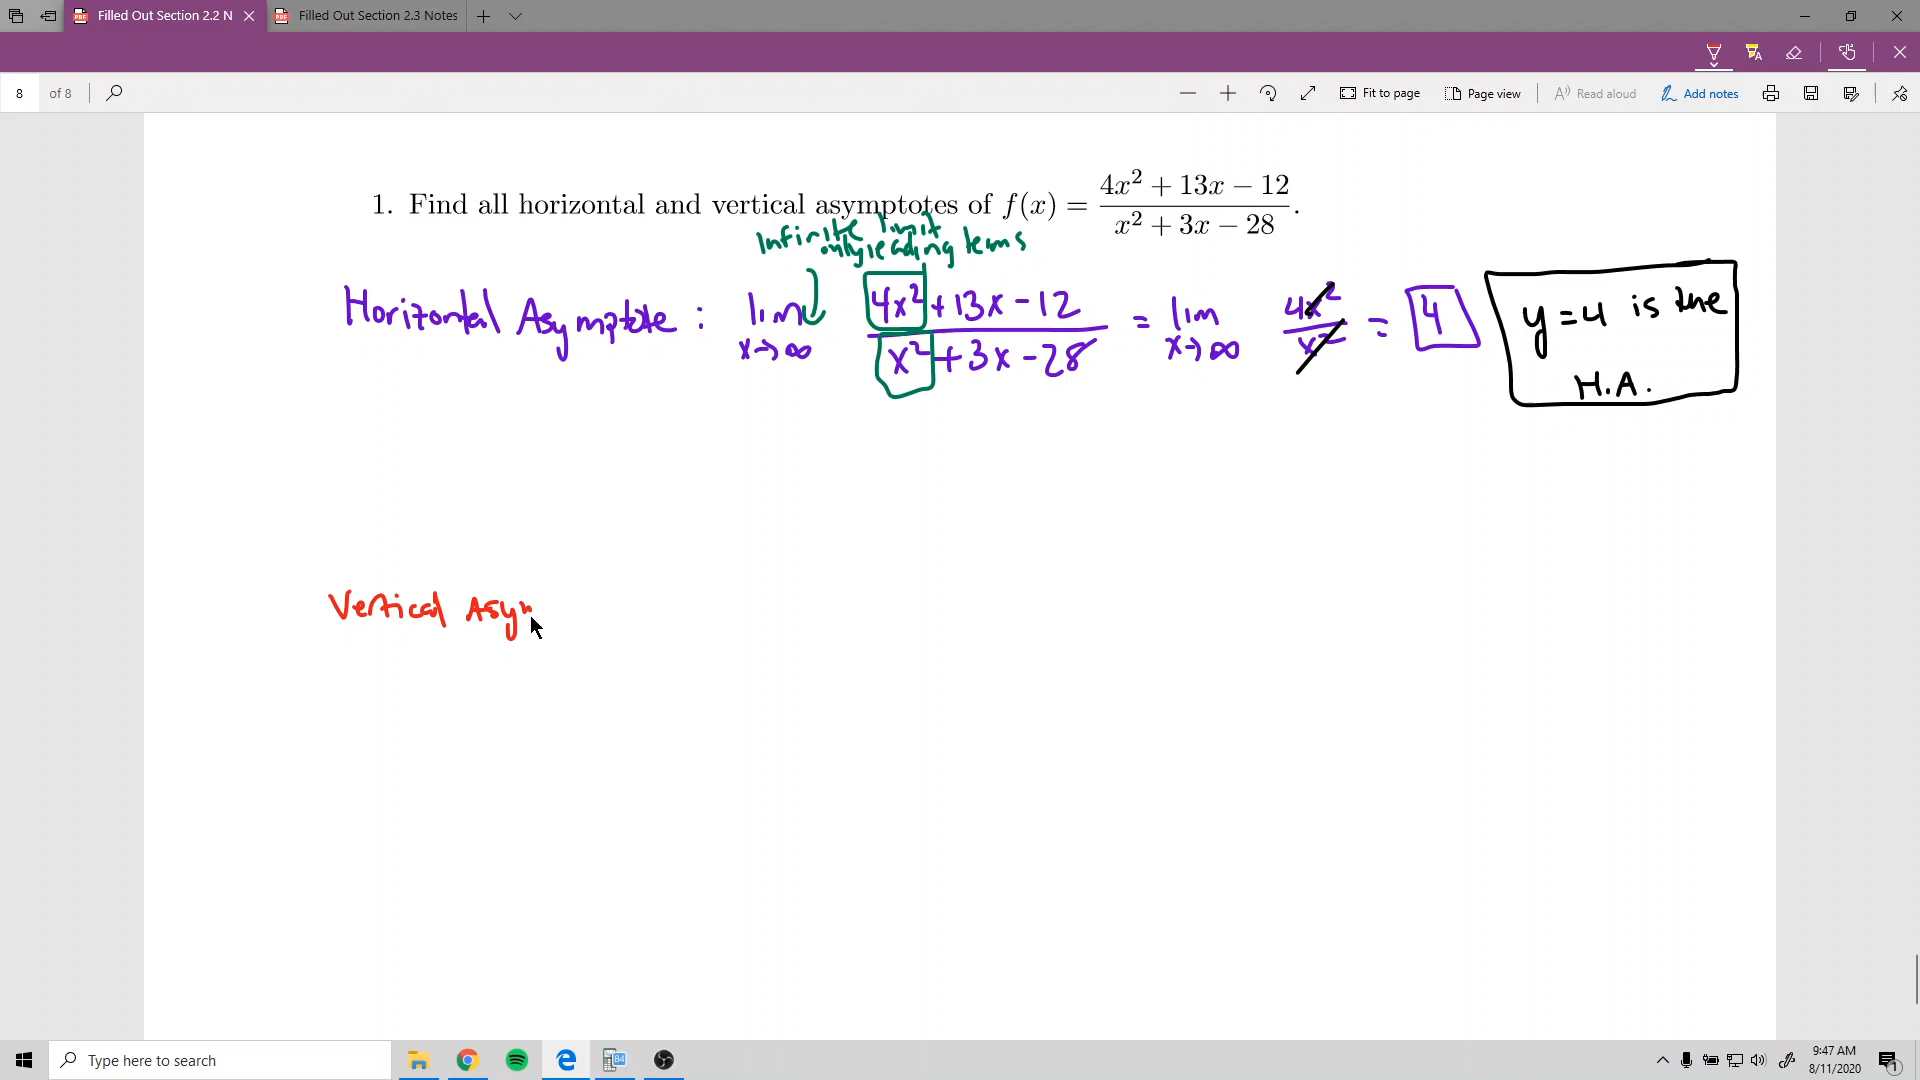 Filled Out Section 2.2 N
Filled Out Section 2.3 Notes
8 of 8
Fit to page
Page view
Read aloud
Add notes
1. Find all horizontal and vertical asymptotes of f(x) = (4x² + 13x − 12)/(x² + 3x − 28).
Infinite limit
only leading terms
Horizontal Asymptote : lim x→∞ (4x² + 13x − 12)/(x² + 3x − 28) = lim x→∞ 4x²/x² = 4
y = 4 is the
H.A.
Vertical Asym
Type here to search
84
9:47 AM
8/11/2020
1